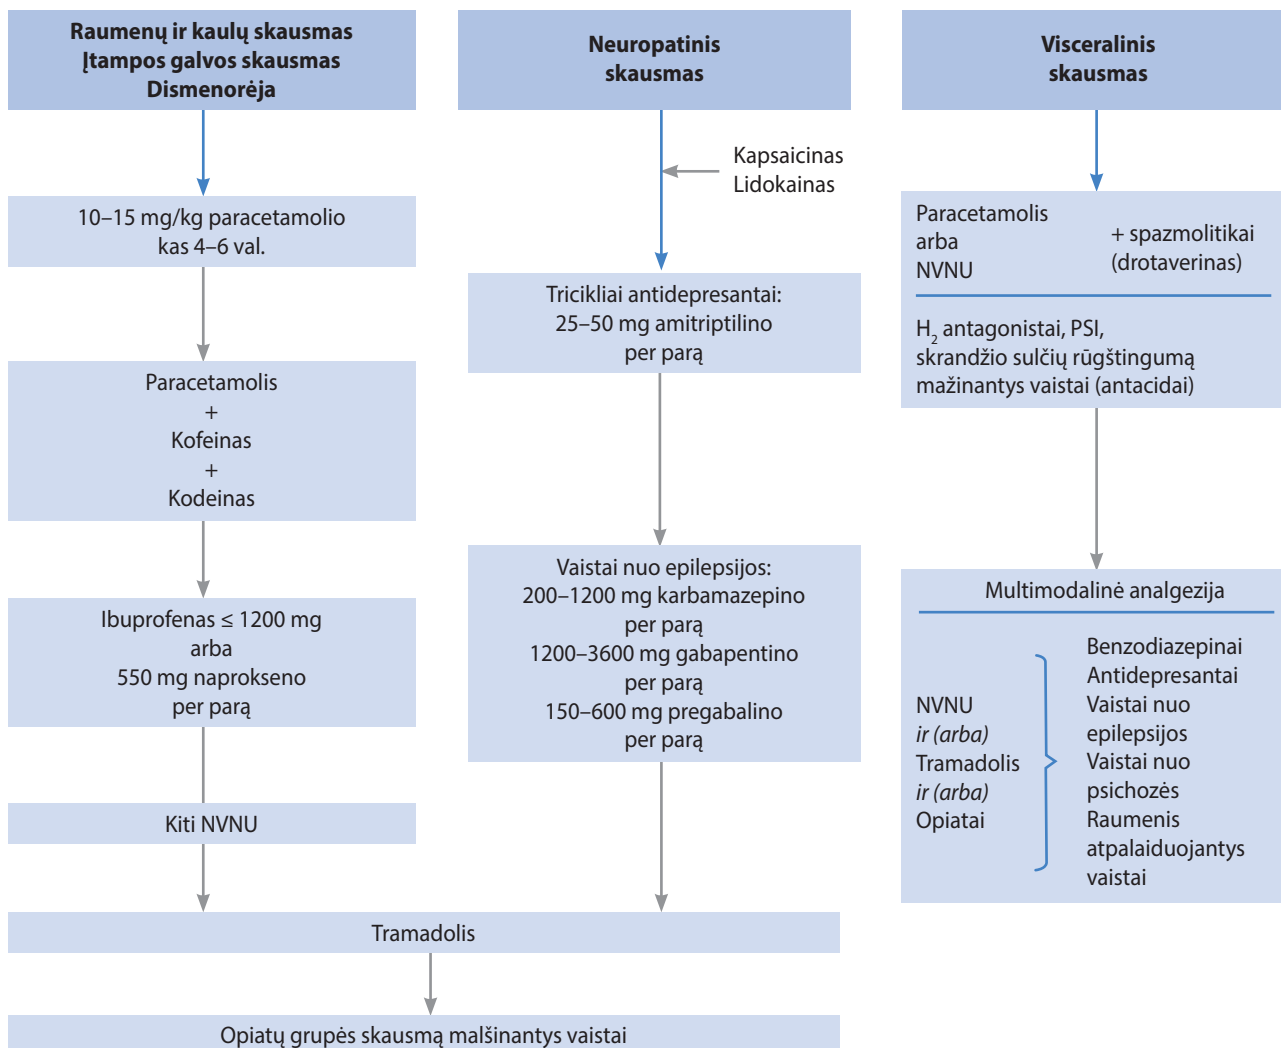 Raumenų ir kaulų skausmas
Įtampos galvos skausmas
Dismenorėja
10–15 mg/kg paracetamolio
kas 4–6 val.
Paracetamolis
+
Kofeinas
+
Kodeinas
Ibuprofenas ≤ 1200 mg
arba
550 mg naprokseno
per parą
Kiti NVNU
Neuropatinis
skausmas
Kapsaicinas
Lidokainas
Tricikliai antidepresantai:
25–50 mg amitriptilino
per parą
Vaistai nuo epilepsijos:
200–1200 mg karbamazepino
per parą
1200–3600 mg gabapentino
per parą
150–600 mg pregabalino
per parą
Tramadolis
Opiatų grupės skausmą malšinantys vaistai
Visceralinis
skausmas
Paracetamolis
arba
NVNU
+ spazmolitikai
(drotaverinas)
H₂ antagonistai, PSI,
skrandžio sulčių rūgštingumą
mažinantys vaistai (antacidai)
Multimodalinė analgezija
NVNU
ir (arba)
Tramadolis
ir (arba)
Opiatai
Benzodiazepinai
Antidepresantai
Vaistai nuo
epilepsijos
Vaistai nuo
psichozės
Raumenis
atpalaiduojantys
vaistai